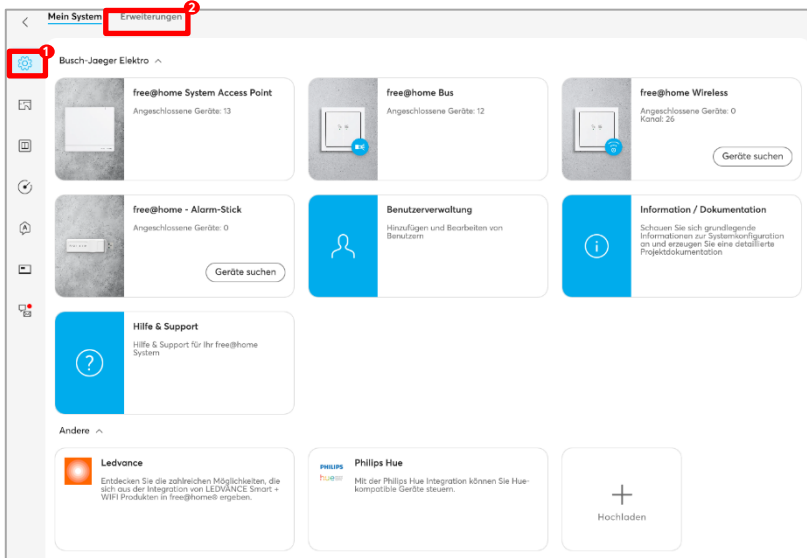 Mein System Erweiterungen
2
1
Busch-Jaeger Elektro
free@home System Access Point
Angeschlossene Geräte: 13
free@home Bus
Angeschlossene Geräte: 12
free@home Wireless
Angeschlossene Geräte: 0
Kanal: 26
Geräte suchen
free@home - Alarm-Stick
Angeschlossene Geräte: 0
Geräte suchen
Benutzerverwaltung
Hinzufügen und Bearbeiten von
Benutzern
Information / Dokumentation
Schauen Sie sich grundlegende
Informationen zur Systemkonfiguration
an und erzeugen Sie eine detaillierte
Projektdokumentation
Hilfe & Support
Hilfe & Support für Ihr free@home
System
Andere
Ledvance
Entdecken Sie die zahlreichen Möglichkeiten, die
sich aus der Integration von LEDVANCE Smart +
WIFI Produkten in free@home® ergeben.
PHILIPS
hue
Philips Hue
Mit der Philips Hue Integration können Sie Hue-
kompatible Geräte steuern.
Hochladen